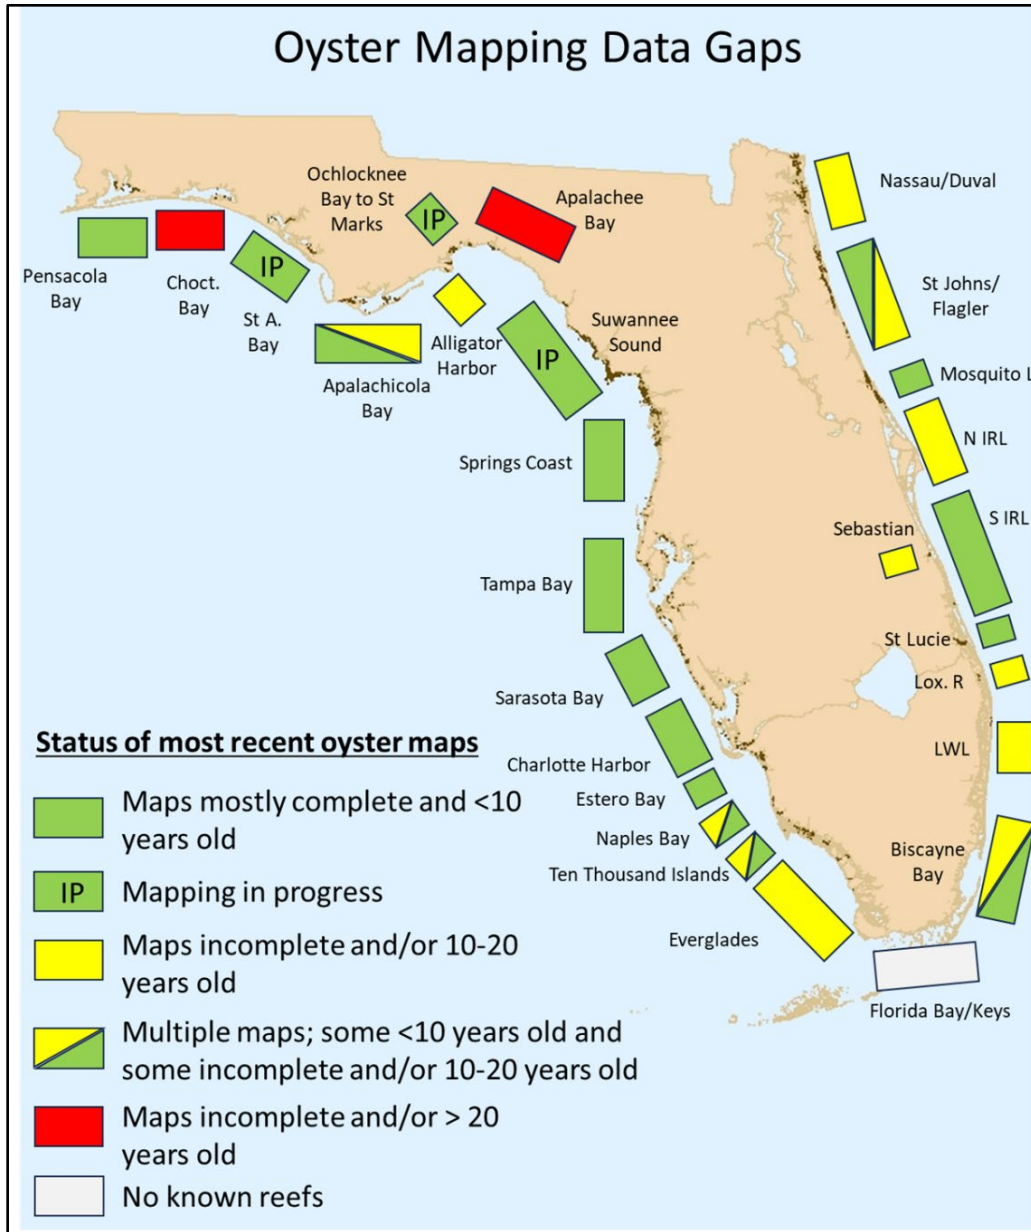 Oyster Mapping Data Gaps
Ochlocknee
Bay to St
Marks
IP
Apalachee
Bay
Nassau/Duval
Pensacola
Bay
Choct.
Bay
IP
St A.
Bay
Apalachicola
Bay
Alligator
Harbor
IP
Suwannee
Sound
St Johns/
Flagler
Mosquito L
N IRL
Springs Coast
S IRL
Sebastian
Tampa Bay
St Lucie
Lox. R
Sarasota Bay
LWL
Charlotte Harbor
Estero Bay
Naples Bay
Ten Thousand Islands
Biscayne
Bay
Everglades
Florida Bay/Keys
Status of most recent oyster maps
Maps mostly complete and <10
years old
IP
Mapping in progress
Maps incomplete and/or 10-20
years old
Multiple maps; some <10 years old and
some incomplete and/or 10-20 years old
Maps incomplete and/or > 20
years old
No known reefs